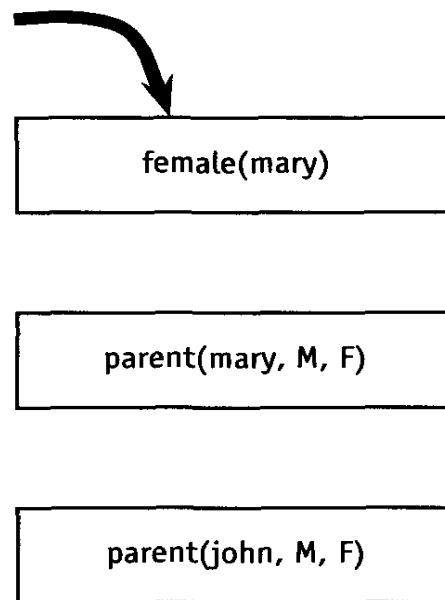 female(mary)
parent(mary, M, F)
parent(john, M, F)